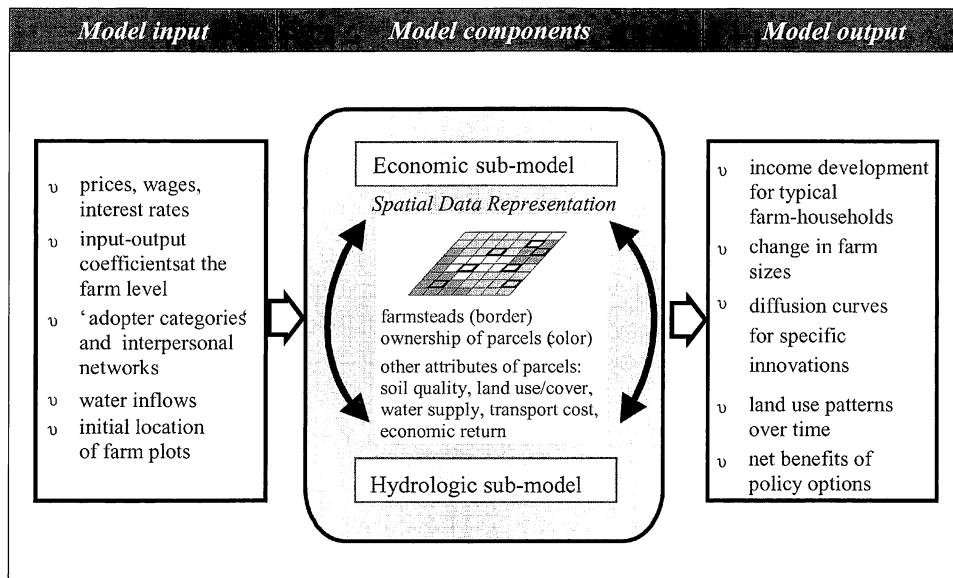 Model input
Model components
Model output
υ prices, wages,
interest rates
υ input-output
coefficientsat the
farm level
υ ‘adopter categories’
and interpersonal
networks
υ water inflows
υ initial location
of farm plots
Economic sub-model
Spatial Data Representation
farmsteads (border)
ownership of parcels (color)
other attributes of parcels:
soil quality, land use/cover,
water supply, transport cost,
economic return
Hydrologic sub-model
υ income development
for typical
farm-households
υ change in farm
sizes
υ diffusion curves
for specific
innovations
υ land use patterns
over time
υ net benefits of
policy options